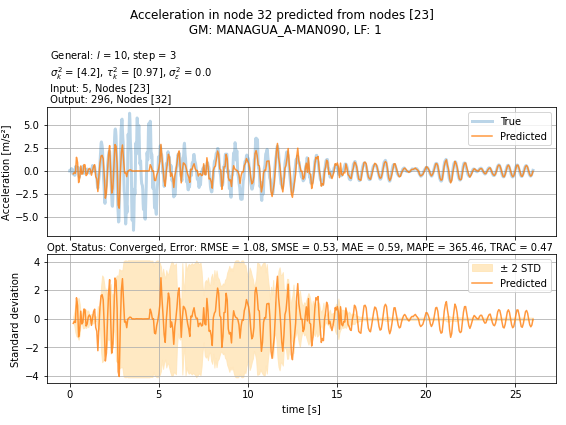 Acceleration in node 32 predicted from nodes [23]
GM: MANAGUA_A-MAN090, LF: 1
General: l = 10, step = 3
σ²ₖ = [4.2], τ²ₖ = [0.97], σ²ε = 0.0
Input: 5, Nodes [23]
Output: 296, Nodes [32]
Acceleration [m/s²]
5.0
2.5
0.0
−2.5
−5.0
True
Predicted
Opt. Status: Converged, Error: RMSE = 1.08, SMSE = 0.53, MAE = 0.59, MAPE = 365.46, TRAC = 0.47
Standard deviation
4
2
0
−2
−4
± 2 STD
Predicted
0 5 10 15 20 25
time [s]